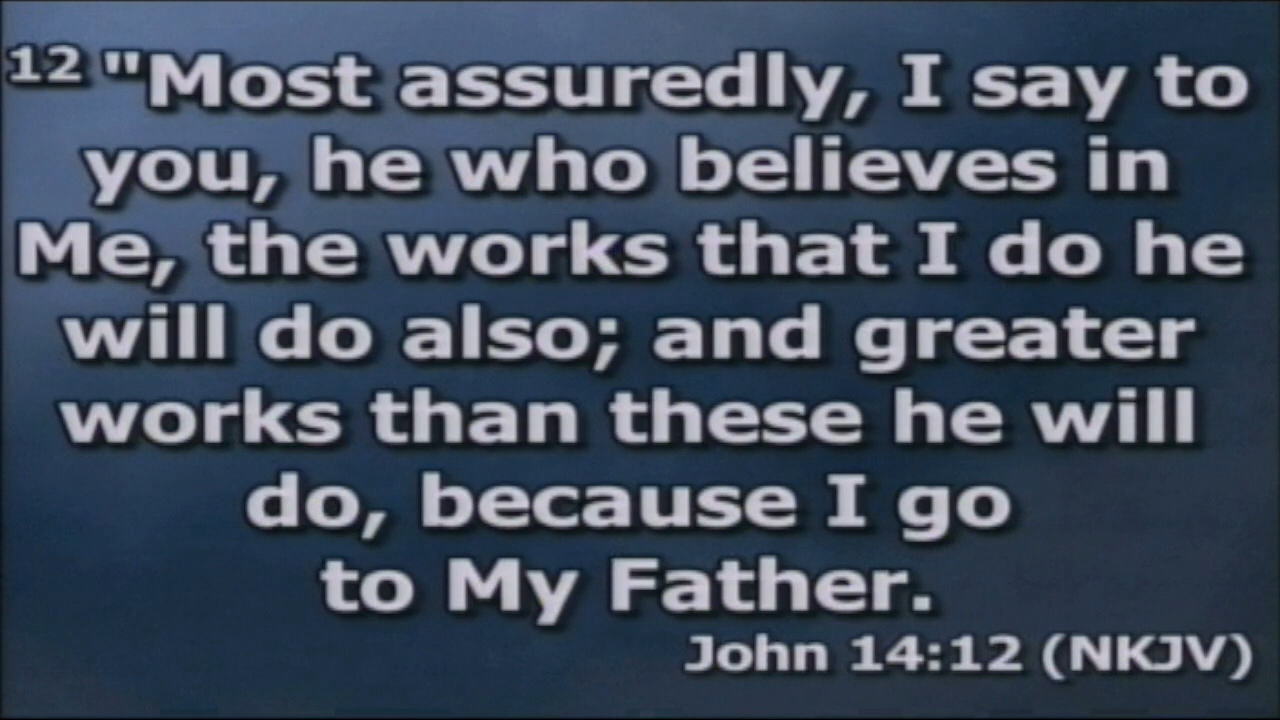 12 "Most assuredly, I say to
you, he who believes in
Me, the works that I do he
will do also; and greater
works than these he will
do, because I go
to My Father.
John 14:12 (NKJV)